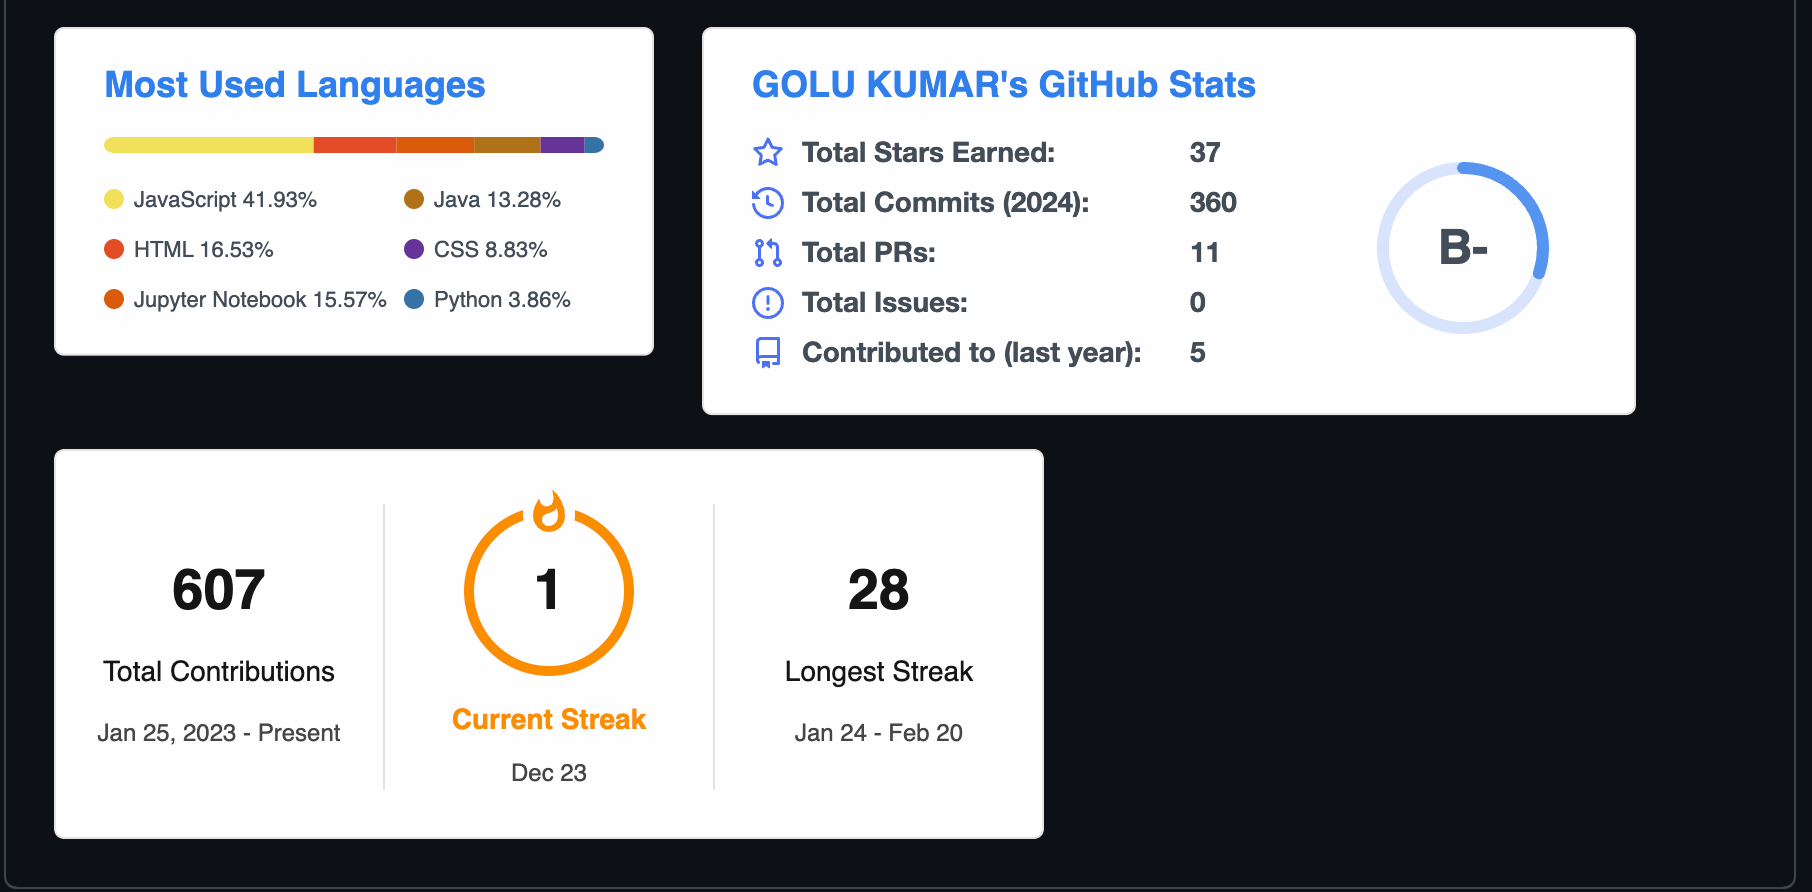 Most Used Languages
JavaScript 41.93%
HTML 16.53%
Jupyter Notebook 15.57%
Java 13.28%
CSS 8.83%
Python 3.86%
GOLU KUMAR's GitHub Stats
Total Stars Earned: 37
Total Commits (2024): 360
Total PRs: 11
Total Issues: 0
Contributed to (last year): 5
B-
607
Total Contributions
Jan 25, 2023 - Present
1
Current Streak
Dec 23
28
Longest Streak
Jan 24 - Feb 20